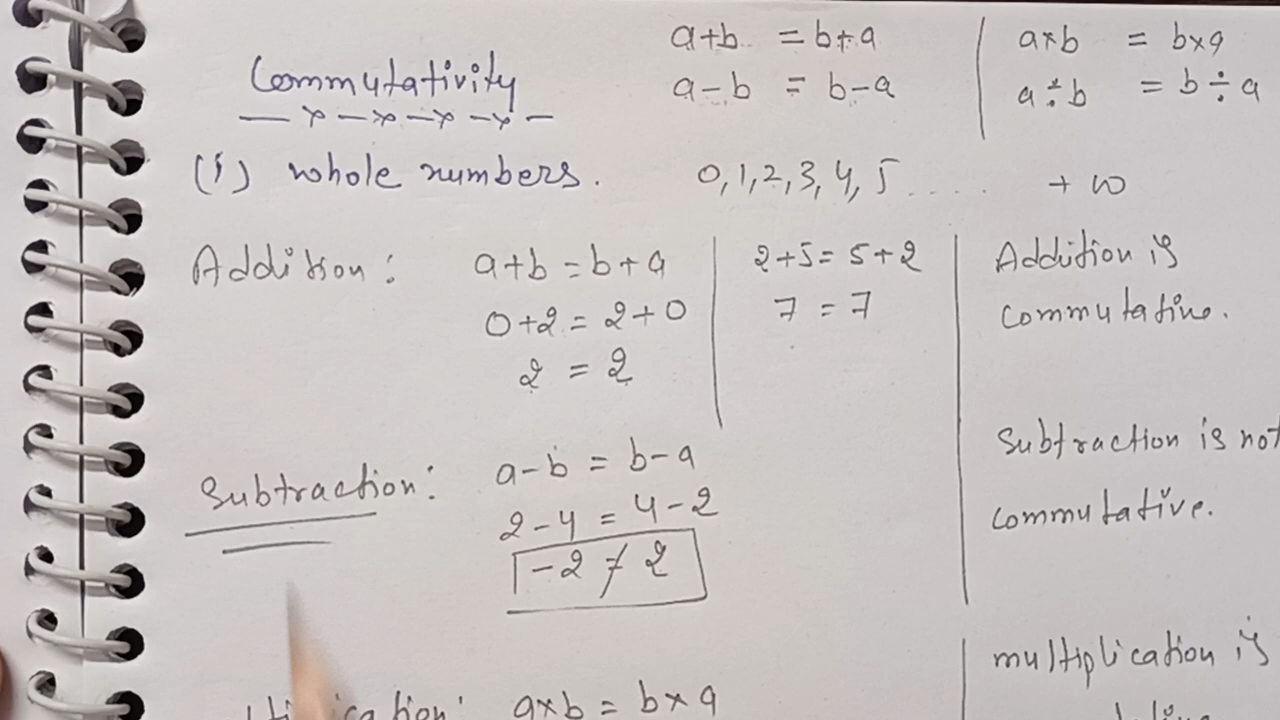 a+b = b+a
a-b = b-a
a×b = b×a
a÷b = b÷a
Commutativity
(i) whole numbers. 0,1,2,3,4,5 ..... +∞
Addition: a+b = b+a
0+2 = 2+0
2 = 2
2+5 = 5+2
7 = 7
Addition is
commutative.
Subtraction: a-b = b-a
2-4 = 4-2
-2 ≠ 2
Subtraction is not
commutative.
a×b = b×a
multiplication is